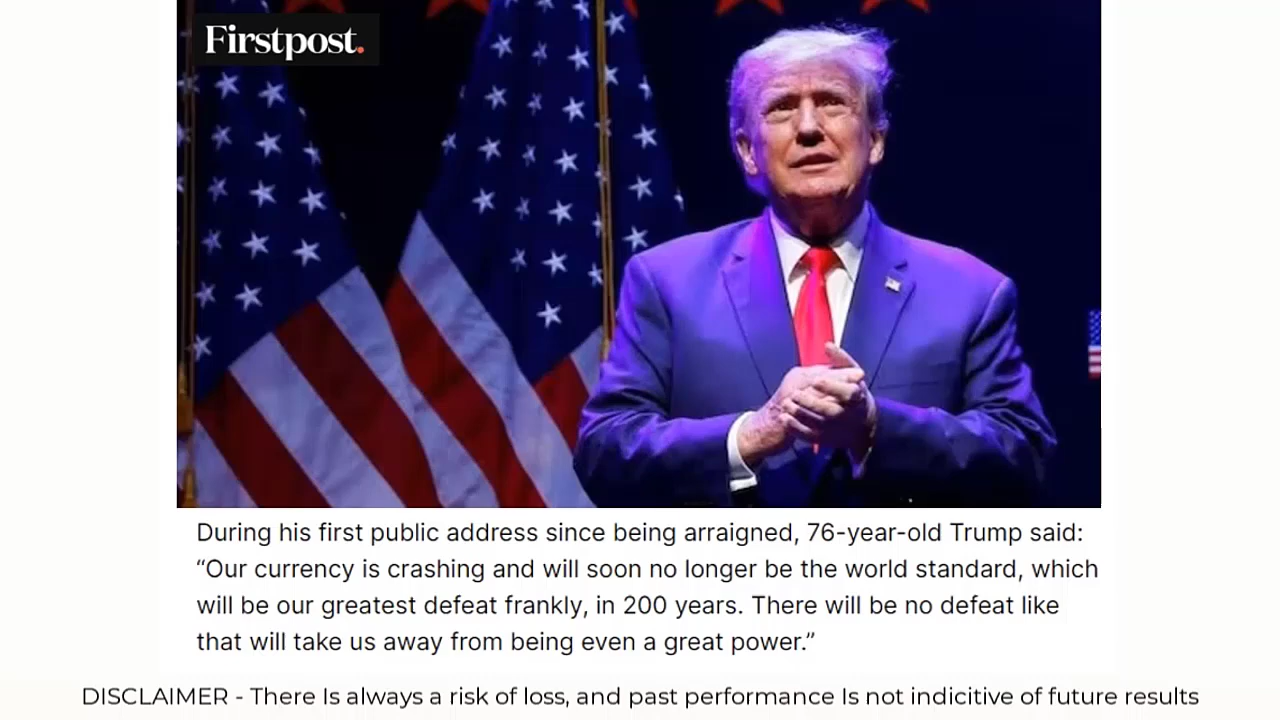 Firstpost.
During his first public address since being arraigned, 76-year-old Trump said:
“Our currency is crashing and will soon no longer be the world standard, which
will be our greatest defeat frankly, in 200 years. There will be no defeat like
that will take us away from being even a great power.”
DISCLAIMER - There Is always a risk of loss, and past performance Is not indicitive of future results